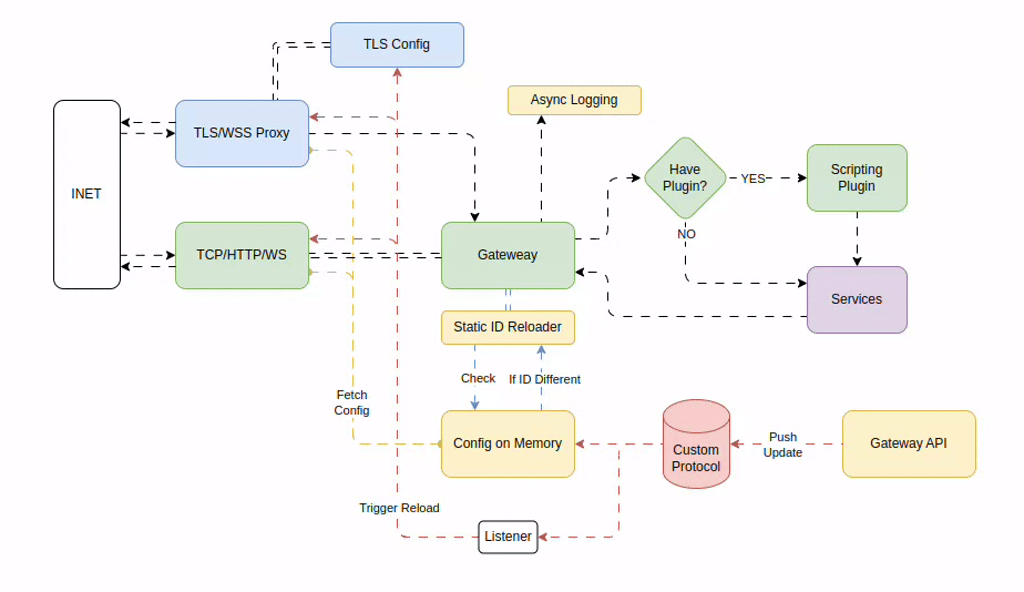 TLS Config
Async Logging
TLS/WSS Proxy
INET
Have
Plugin?
YES
Scripting
Plugin
NO
TCP/HTTP/WS
Gateweay
Services
Static ID Reloader
Check
If ID Different
Fetch
Config
Config on Memory
Custom
Protocol
Push
Update
Gateway API
Trigger Reload
Listener